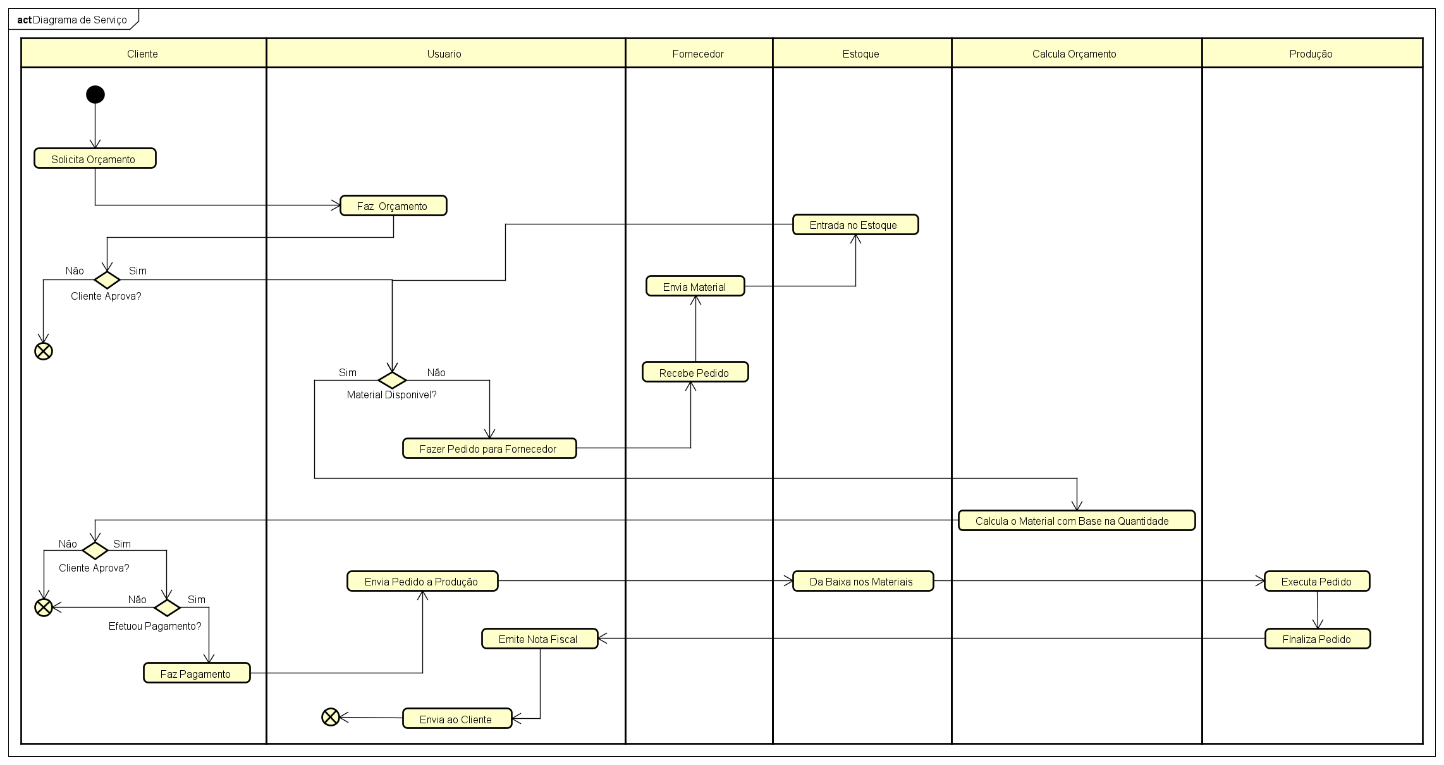 act Diagrama de Serviço
Cliente
Usuario
Fornecedor
Estoque
Calcula Orçamento
Produção
Solicita Orçamento
Faz Orçamento
Entrada no Estoque
Não
Sim
Cliente Aprova?
Envia Material
Sim
Não
Material Disponivel?
Recebe Pedido
Fazer Pedido para Fornecedor
Calcula o Material com Base na Quantidade
Não
Sim
Cliente Aprova?
Envia Pedido a Produção
Da Baixa nos Materiais
Executa Pedido
Não
Sim
Efetuou Pagamento?
Emite Nota Fiscal
FInaliza Pedido
Faz Pagamento
Envia ao Cliente